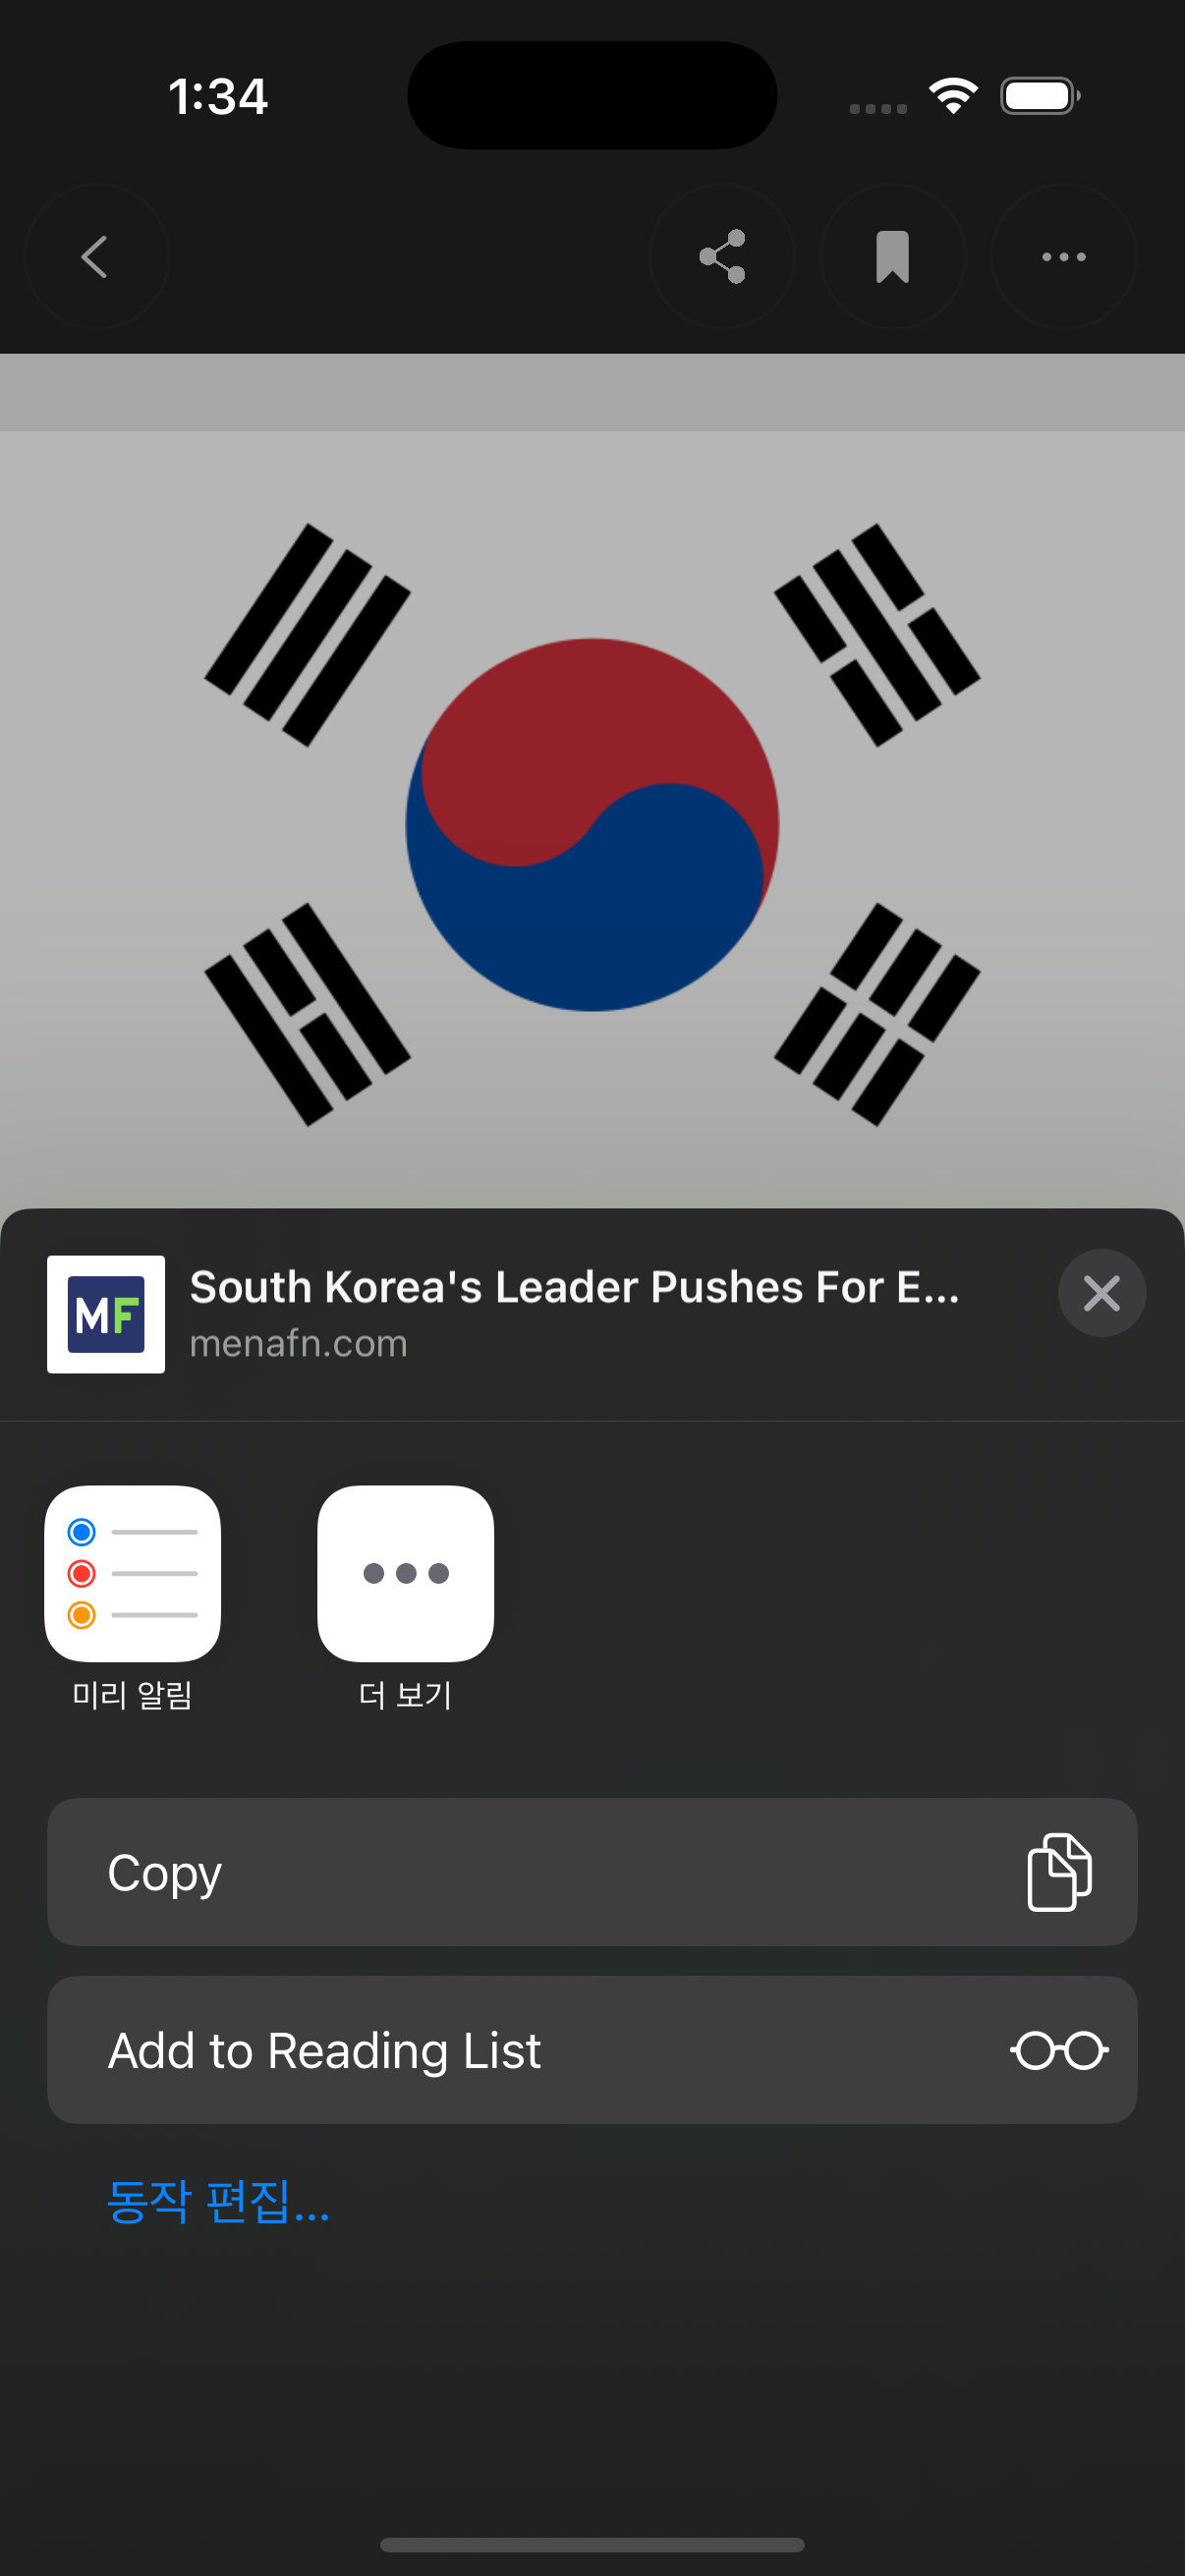 1:34
South Korea's Leader Pushes For E...
MF
menafn.com
미리 알림
더 보기
Copy
Add to Reading List
동작 편집...